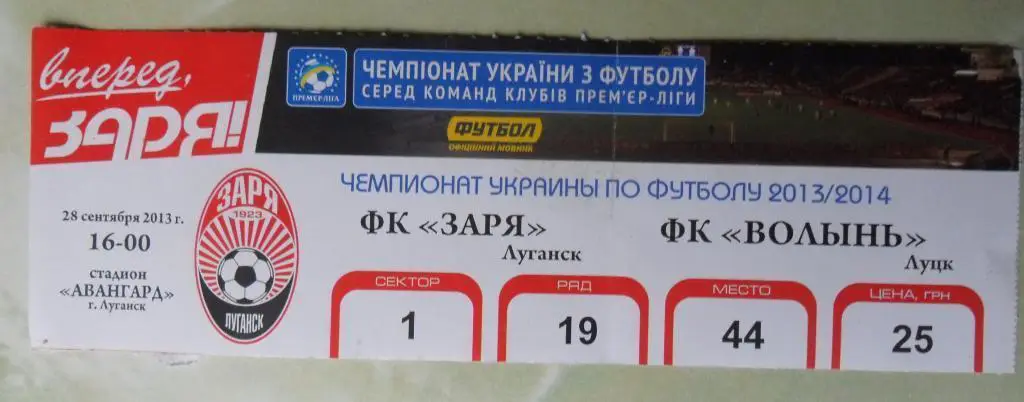 вперед,
ЗАРЯ!
ПРЕМ'ЄР-ЛІГА
ЧЕМПІОНАТ УКРАЇНИ З ФУТБОЛУ
СЕРЕД КОМАНД КЛУБІВ ПРЕМ'ЄР-ЛІГИ
ФУТБОЛ
ОФІЦІЙНИЙ МОВНИК
ЧЕМПИОНАТ УКРАИНЫ ПО ФУТБОЛУ 2013/2014
28 сентября 2013 г.
16-00
стадион
«АВАНГАРД»
г. Луганск
ЗАРЯ
1923
ЛУГАНСК
ФК «ЗАРЯ»
Луганск
ФК «ВОЛЫНЬ»
Луцк
СЕКТОР
1
РЯД
19
МЕСТО
44
ЦЕНА, ГРН
25